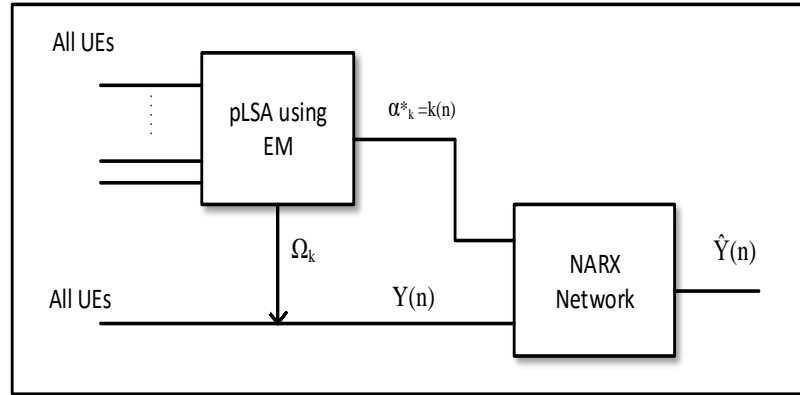 All UEs
pLSA using
EM
α*k =k(n)
Ωk
NARX
Network
Ŷ(n)
All UEs
Y(n)